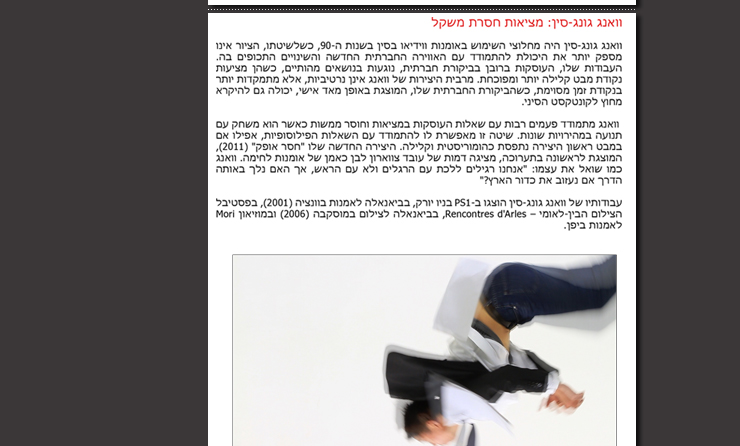 וואנג גונג-סין: מציאות חסרת משקל
וואנג גונג-סין היה מחלוצי השימוש באומנות ווידיאו בסין בשנות ה-90, כשלשיטתו, הציור אינו
מספק יותר את היכולת להתמודד עם האווירה החברתית החדשה והשינויים התכופים בה.
העבודות שלו, העוסקות ברובן בביקורת חברתית, נוגעות בנושאים מהותיים, כשהן מציעות
נקודת מבט קלילה יותר ומפוכחת. מרבית היצירות של וואנג אינן נרטיביות, אלא מתמקדות יותר
בנקודת זמן מסוימת, כשהביקורת החברתית שלו, המוצגת באופן מאד אישי, יכולה גם להיקרא
מחוץ לקונטקסט הסיני.
וואנג מתמודד פעמים רבות עם שאלות העוסקות במציאות וחוסר ממשות כאשר הוא משחק עם
תנועה במהירויות שונות. שיטה זו מאפשרת לו להתמודד עם השאלות הפילוסופיות, אפילו אם
במבט ראשון היצירה נתפסת כהומוריסטית וקלילה. היצירה החדשה שלו "חסר אופק" (2011),
המוצגת לראשונה בתערוכה, מציגה דמות של עובד צווארון לבן כאמן של אומנות לחימה. וואנג
כמו שואל את עצמו: "אנחנו רגילים ללכת עם הרגלים ולא עם הראש, אך האם נלך באותה
הדרך אם נעזוב את כדור הארץ?"
עבודותיו של וואנג גונג-סין הוצגו ב-PS1 בניו יורק, בביאנאלה לאמנות בוונציה (2001), בפסטיבל
הצילום הבין-לאומי – Rencontres d'Arles, בביאנאלה לצילום במוסקבה (2006) ובמוזיאון Mori
לאמנות ביפן.